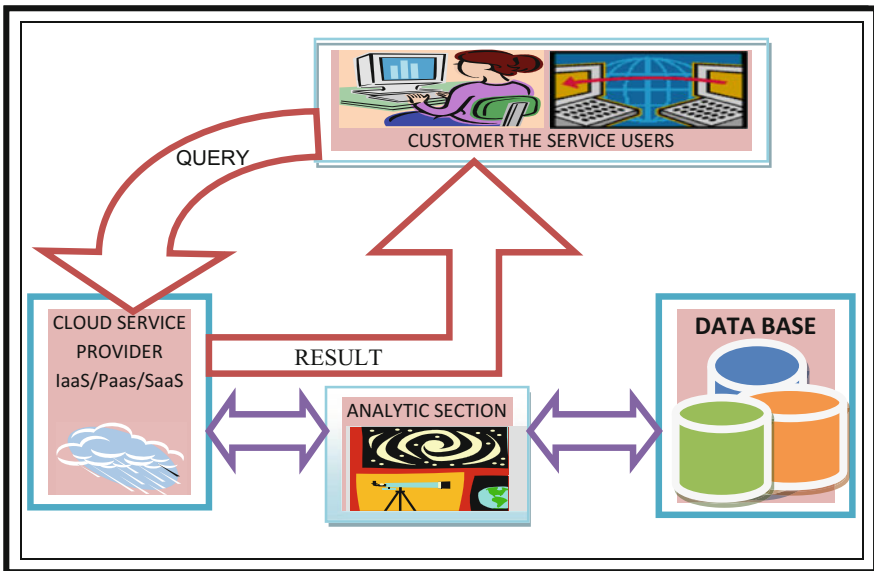 CUSTOMER THE SERVICE USERS
QUERY
CLOUD SERVICE
PROVIDER
IaaS/Paas/SaaS
RESULT
ANALYTIC SECTION
DATA BASE